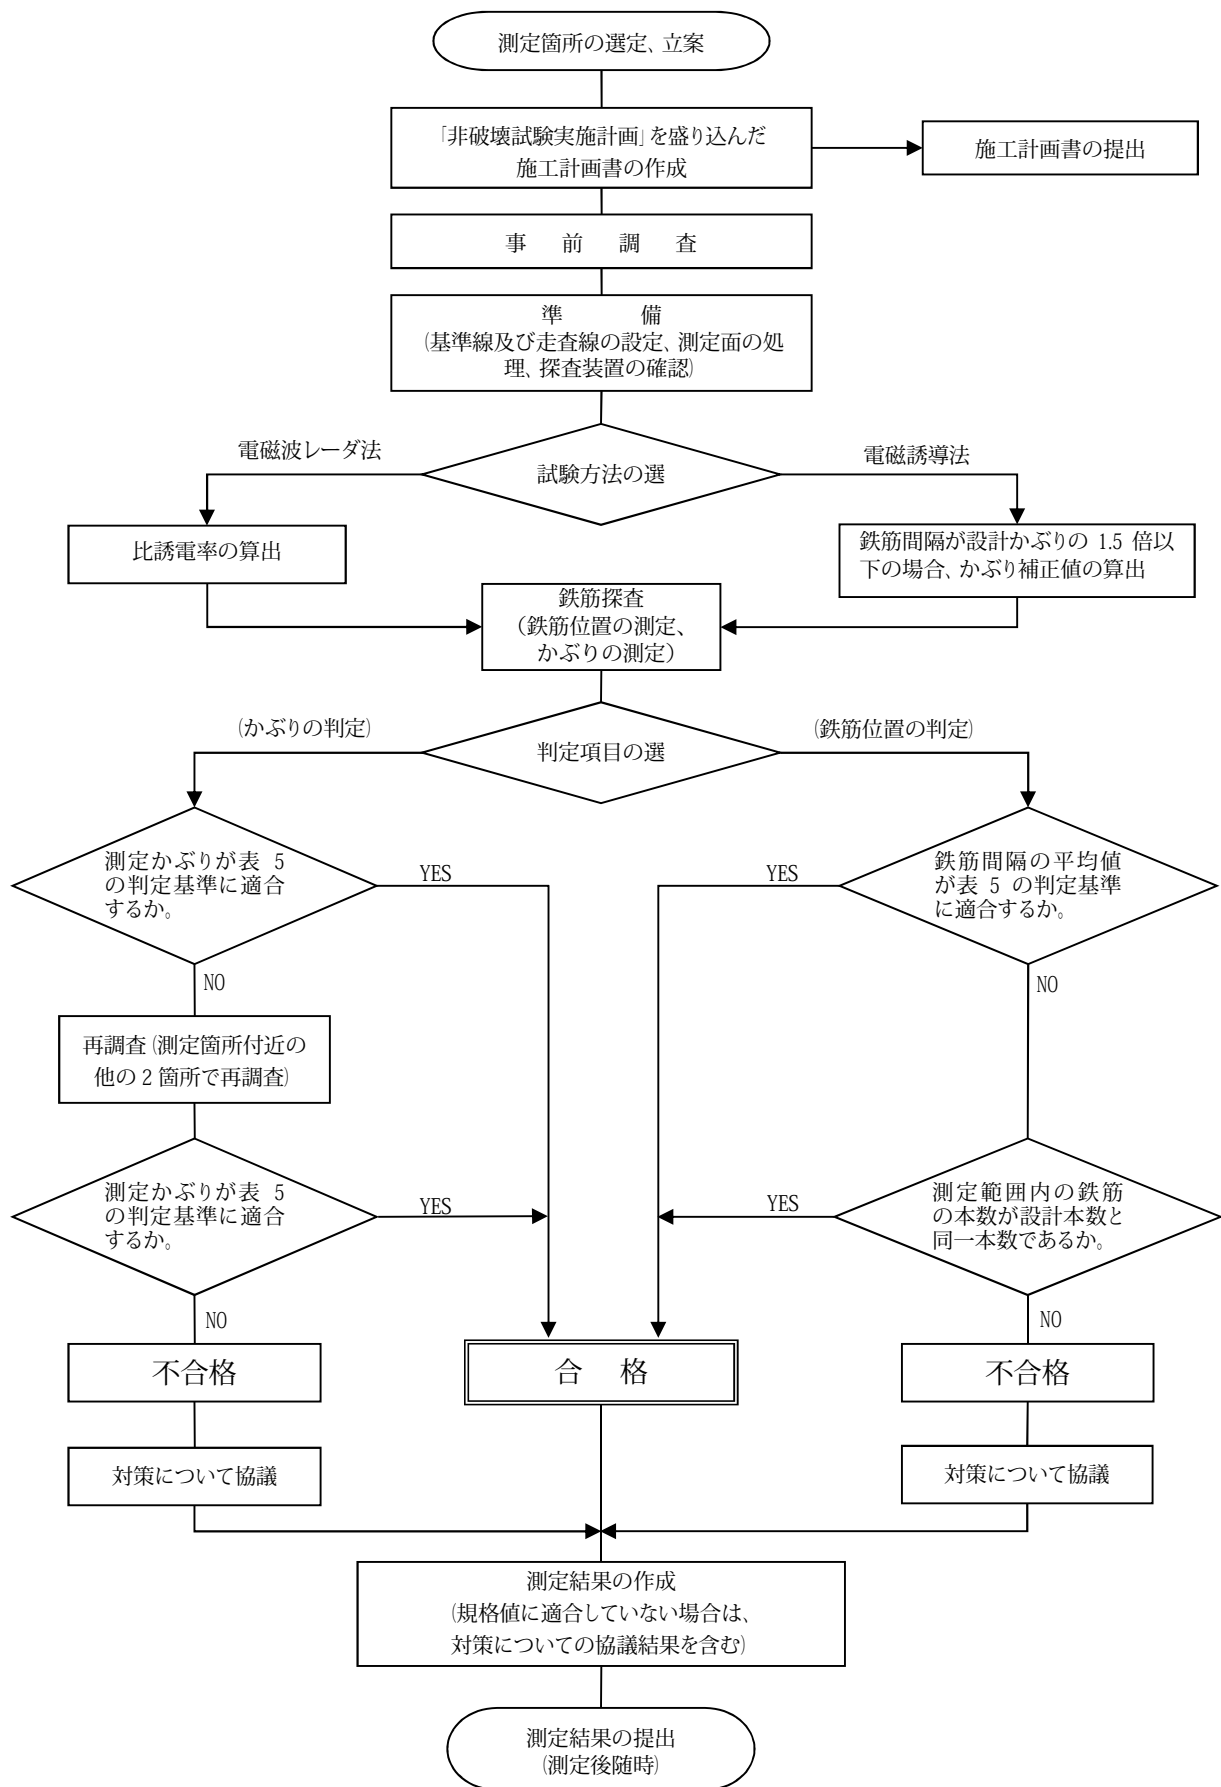 測定箇所の選定、立案
「非破壊試験実施計画」を盛り込んだ
施工計画書の作成
施工計画書の提出
事 前 調 査
準 備
(基準線及び走査線の設定、測定面の処
理、探査装置の確認)
電磁波レーダ法
試験方法の選
電磁誘導法
比誘電率の算出
鉄筋間隔が設計かぶりの 1.5 倍以
下の場合、かぶり補正値の算出
鉄筋探査
（鉄筋位置の測定、
かぶりの測定）
(かぶりの判定)
判定項目の選
(鉄筋位置の判定)
測定かぶりが表 5
の判定基準に適合
するか。
YES
YES
鉄筋間隔の平均値
が表 5 の判定基準
に適合するか。
NO
NO
再調査(測定箇所付近の
他の2箇所で再調査)
測定かぶりが表 5
の判定基準に適合
するか。
YES
YES
測定範囲内の鉄筋
の本数が設計本数と
同一本数であるか。
NO
NO
不合格
合 格
不合格
対策について協議
対策について協議
測定結果の作成
(規格値に適合していない場合は、
対策についての協議結果を含む)
測定結果の提出
(測定後随時)